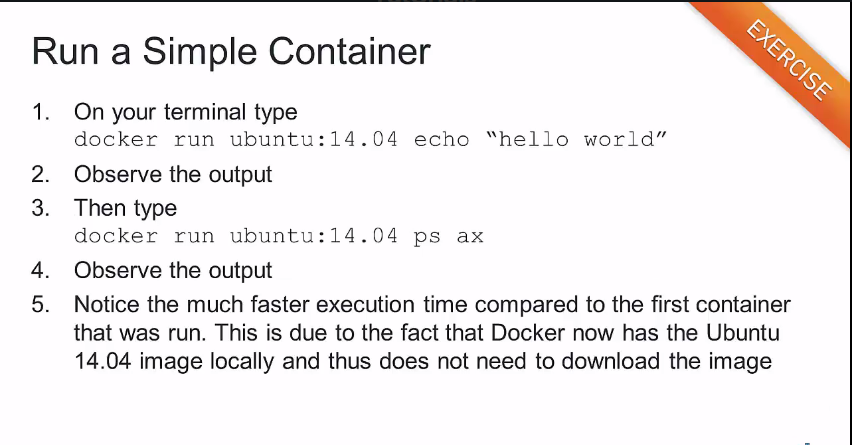 Run a Simple Container
EXERCISE
1. On your terminal type
docker run ubuntu:14.04 echo “hello world”
2. Observe the output
3. Then type
docker run ubuntu:14.04 ps ax
4. Observe the output
5. Notice the much faster execution time compared to the first container
that was run. This is due to the fact that Docker now has the Ubuntu
14.04 image locally and thus does not need to download the image